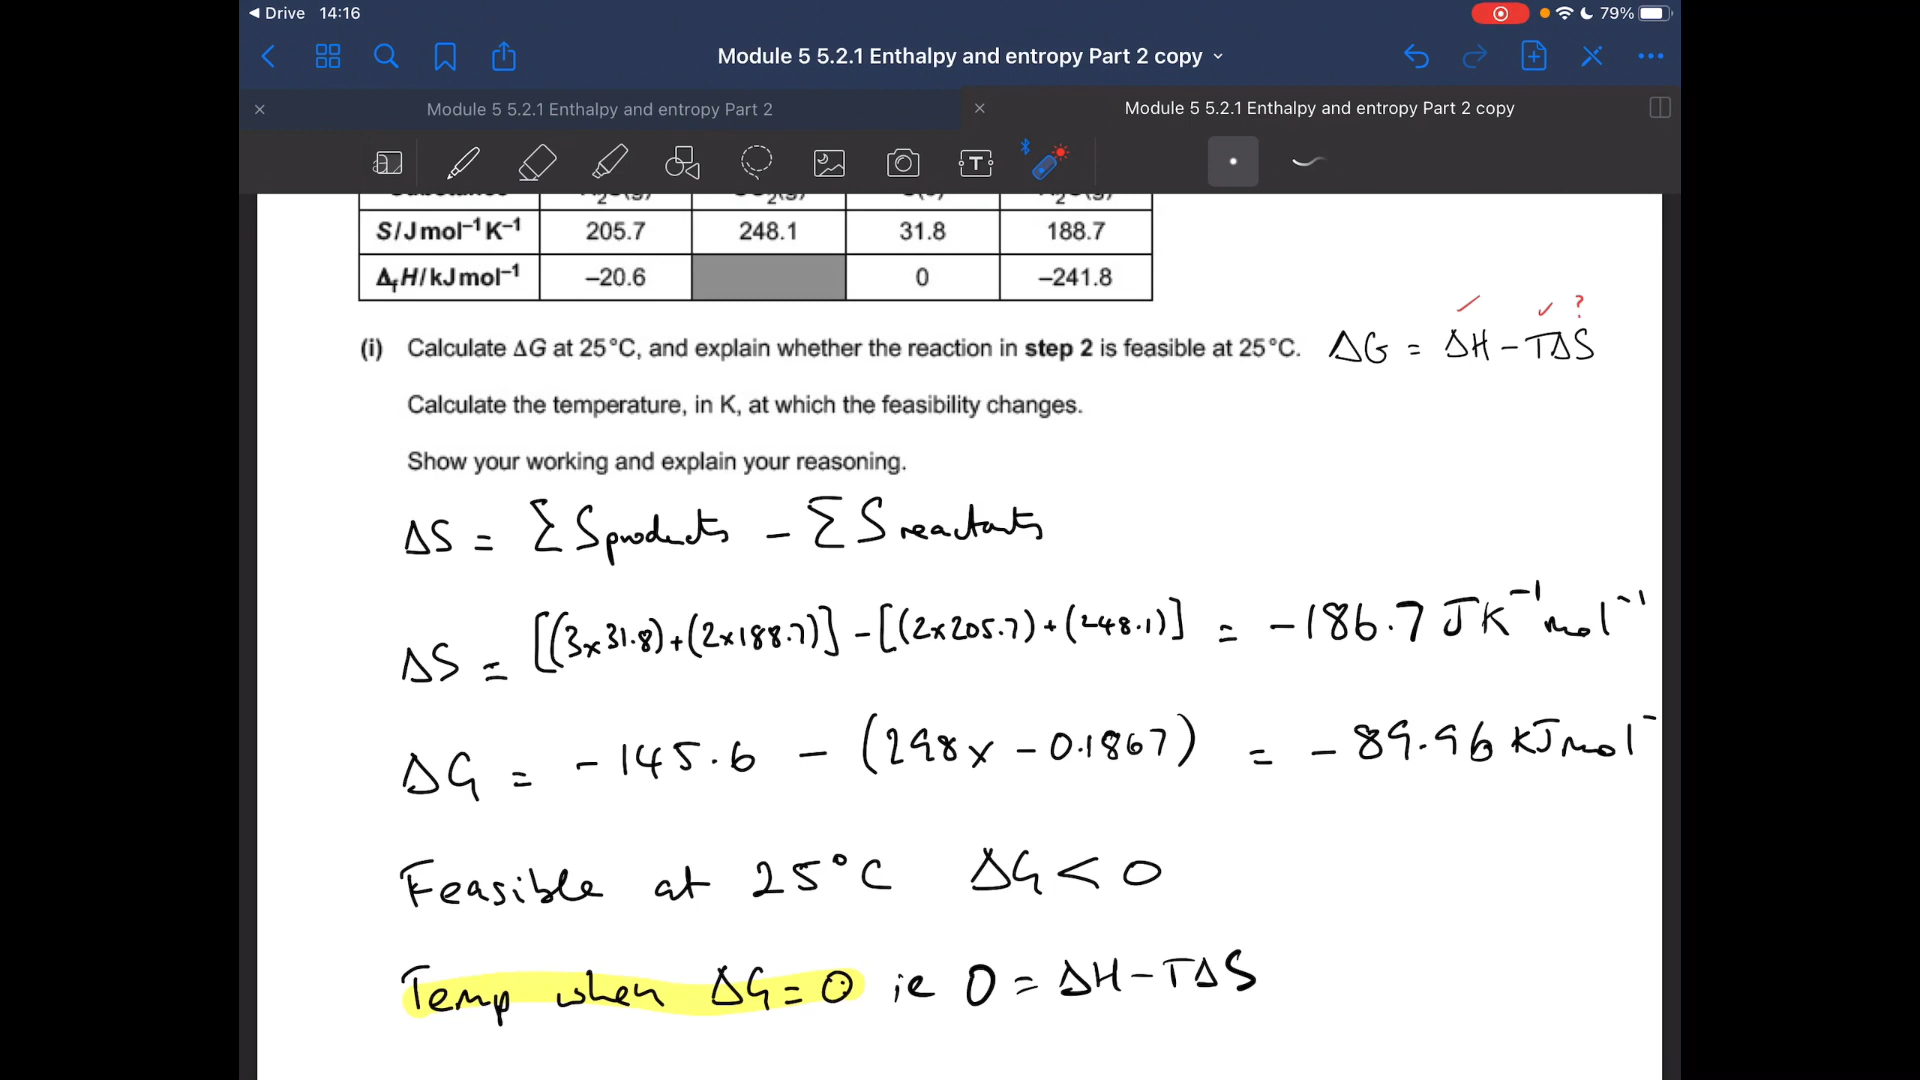 Drive 14:16 79%
Module 5 5.2.1 Enthalpy and entropy Part 2 copy
Module 5 5.2.1 Enthalpy and entropy Part 2
Module 5 5.2.1 Enthalpy and entropy Part 2 copy
T
S/J mol⁻¹ K⁻¹ 205.7 248.1 31.8 188.7
ΔfH/kJ mol⁻¹ –20.6 0 –241.8
✓ ✓ ?
(i) Calculate ΔG at 25 °C, and explain whether the reaction in step 2 is feasible at 25 °C. ΔG = ΔH – TΔS
Calculate the temperature, in K, at which the feasibility changes.
Show your working and explain your reasoning.
ΔS = Σ S products – Σ S reactants
ΔS = [(3×31.8)+(2×188.7)] – [(2×205.7)+(248.1)] = –186.7 JK⁻¹ mol⁻¹
ΔG = –145.6 – (298 × –0.1867) = –89.96 kJ mol⁻
Feasible at 25°C ΔG < 0
Temp when ΔG = 0 ie 0 = ΔH – TΔS